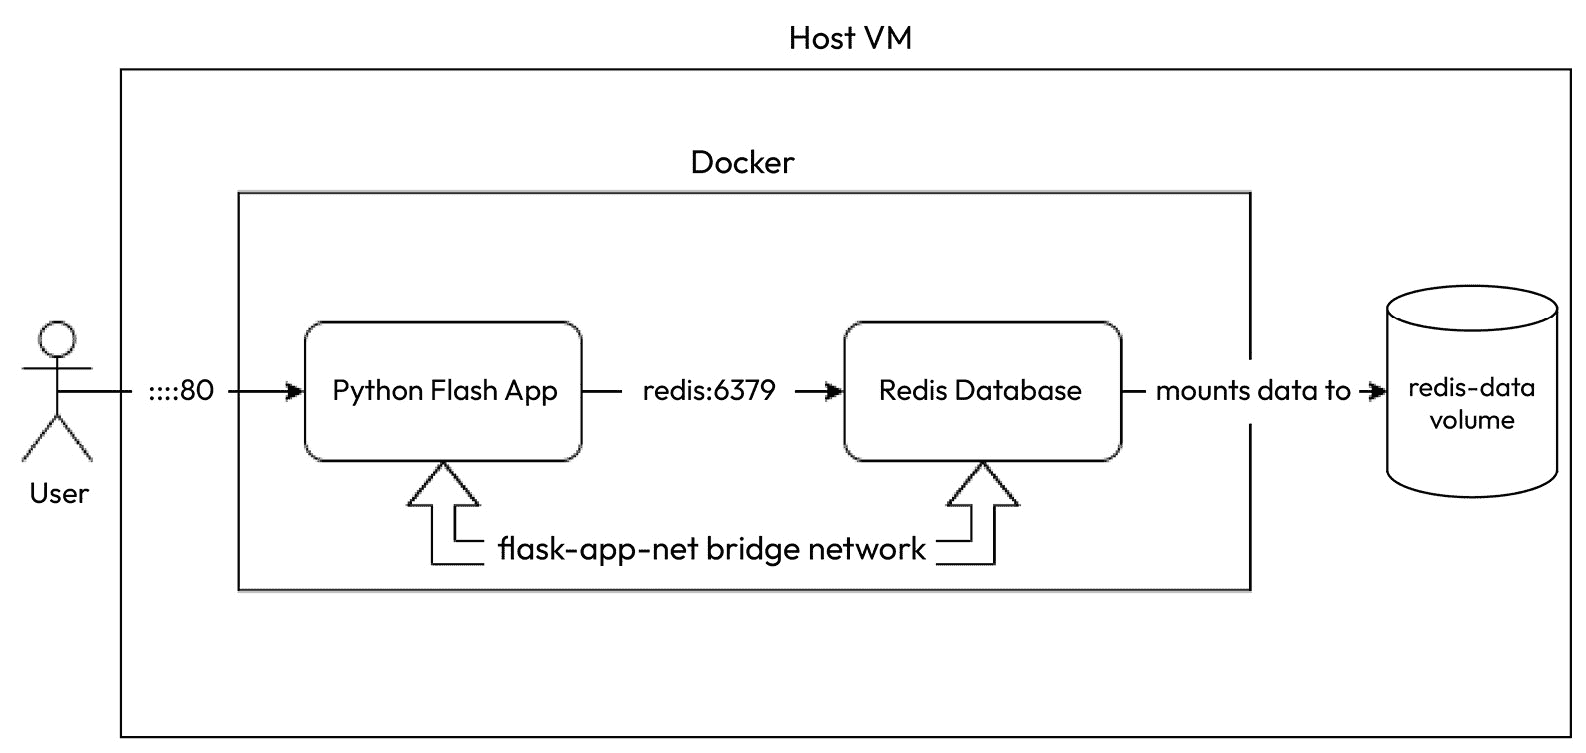 Host VM
Docker
::::80
Python Flash App
redis:6379
Redis Database
mounts data to
redis-data
volume
User
flask-app-net bridge network